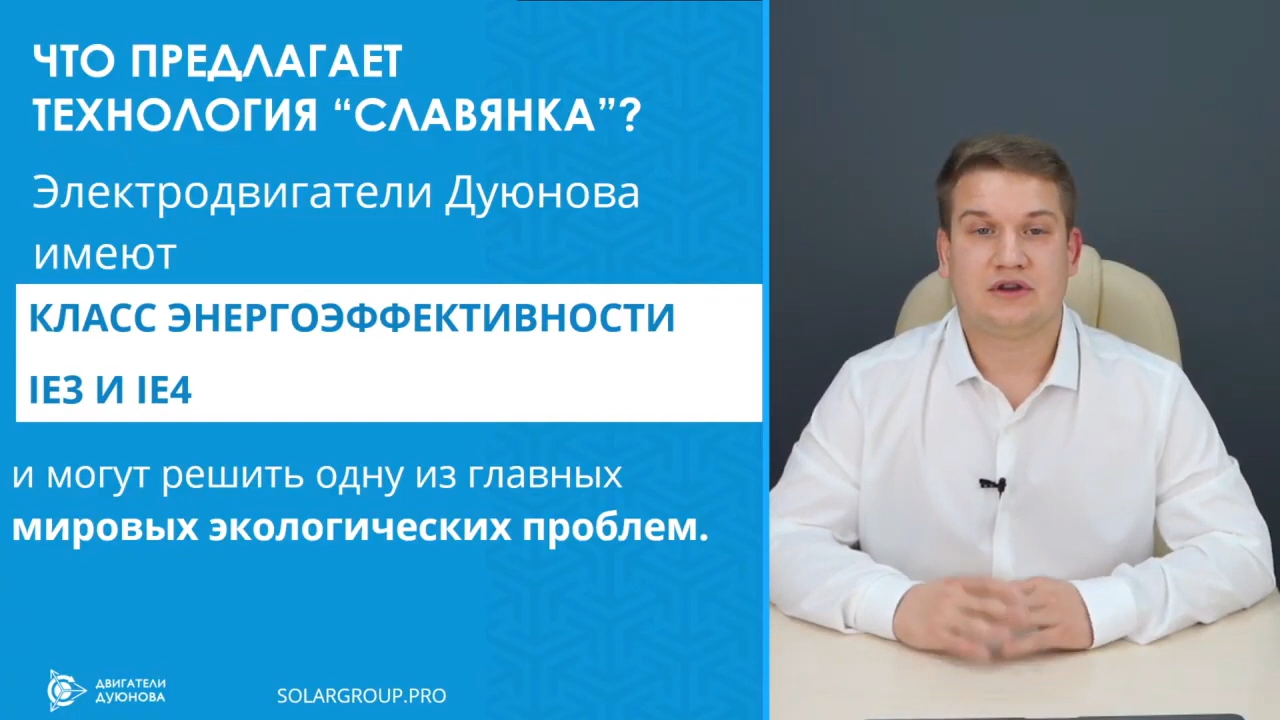 ЧТО ПРЕДЛАГАЕТ
ТЕХНОЛОГИЯ “СЛАВЯНКА”?
Электродвигатели Дуюнова
имеют
КЛАСС ЭНЕРГОЭФФЕКТИВНОСТИ
IE3 И IE4
и могут решить одну из главных
мировых экологических проблем.
ДВИГАТЕЛИ
ДУЮНОВА
SOLARGROUP.PRO